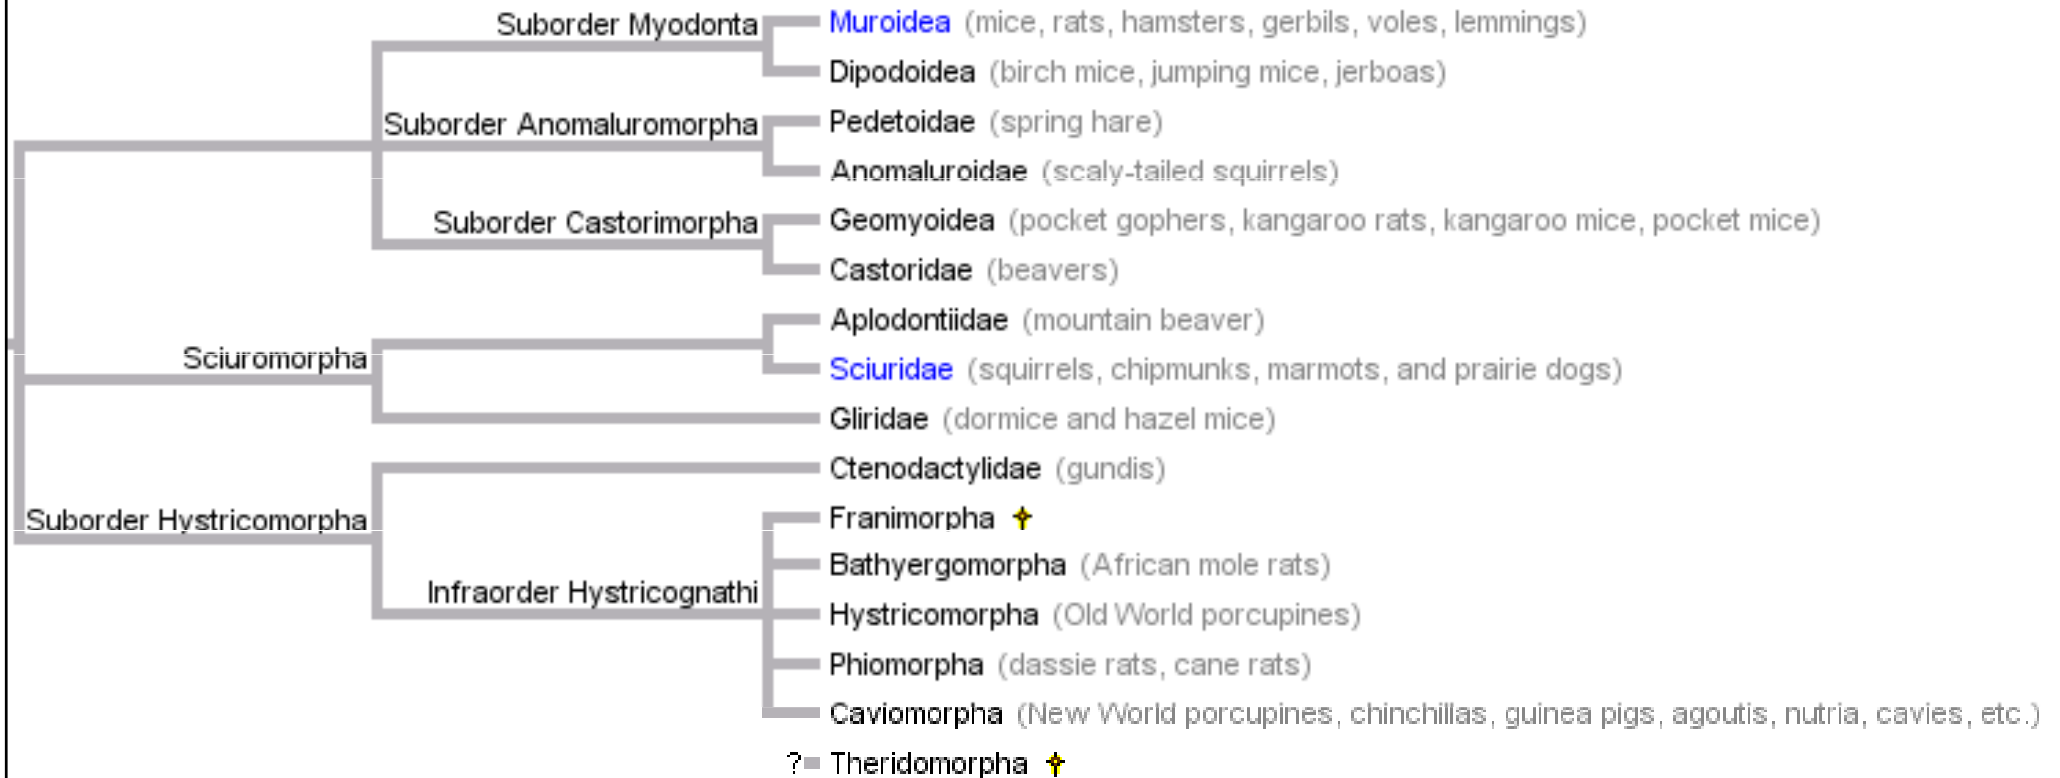 Suborder Myodonta
Muroidea (mice, rats, hamsters, gerbils, voles, lemmings)
Dipodoidea (birch mice, jumping mice, jerboas)
Suborder Anomaluromorpha
Pedetoidae (spring hare)
Anomaluroidae (scaly-tailed squirrels)
Suborder Castorimorpha
Geomyoidea (pocket gophers, kangaroo rats, kangaroo mice, pocket mice)
Castoridae (beavers)
Sciuromorpha
Aplodontiidae (mountain beaver)
Sciuridae (squirrels, chipmunks, marmots, and prairie dogs)
Gliridae (dormice and hazel mice)
Suborder Hystricomorpha
Ctenodactylidae (gundis)
Infraorder Hystricognathi
Franimorpha ✝
Bathyergomorpha (African mole rats)
Hystricomorpha (Old World porcupines)
Phiomorpha (dassie rats, cane rats)
Caviomorpha (New World porcupines, chinchillas, guinea pigs, agoutis, nutria, cavies, etc.)
?= Theridomorpha ✝